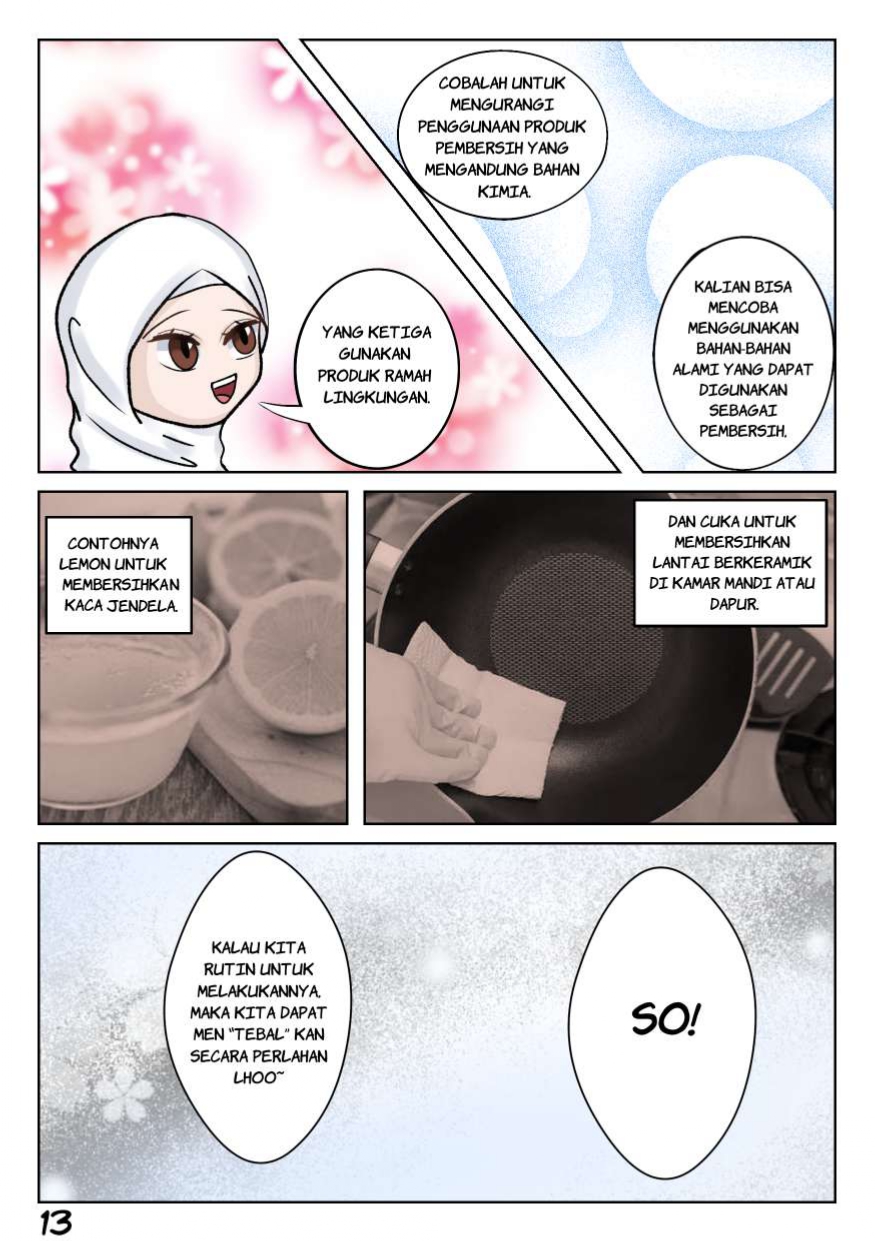 YANG KETIGA
GUNAKAN
PRODUK RAMAH
LINGKUNGAN.
COBALAH UNTUK
MENGURANGI
PENGGUNAAN PRODUK
PEMBERSIH YANG
MENGANDUNG BAHAN
KIMIA.
KALIAN BISA
MENCOBA
MENGGUNAKAN
BAHAN-BAHAN
ALAMI YANG DAPAT
DIGUNAKAN
SEBAGAI
PEMBERSIH.
CONTOHNYA
LEMON UNTUK
MEMBERSIHKAN
KACA JENDELA.
DAN CUKA UNTUK
MEMBERSIHKAN
LANTAI BERKERAMIK
DI KAMAR MANDI ATAU
DAPUR.
KALAU KITA
RUTIN UNTUK
MELAKUKANNYA,
MAKA KITA DAPAT
MEN "TEBAL" KAN
SECARA PERLAHAN
LHOO~
SO!
13